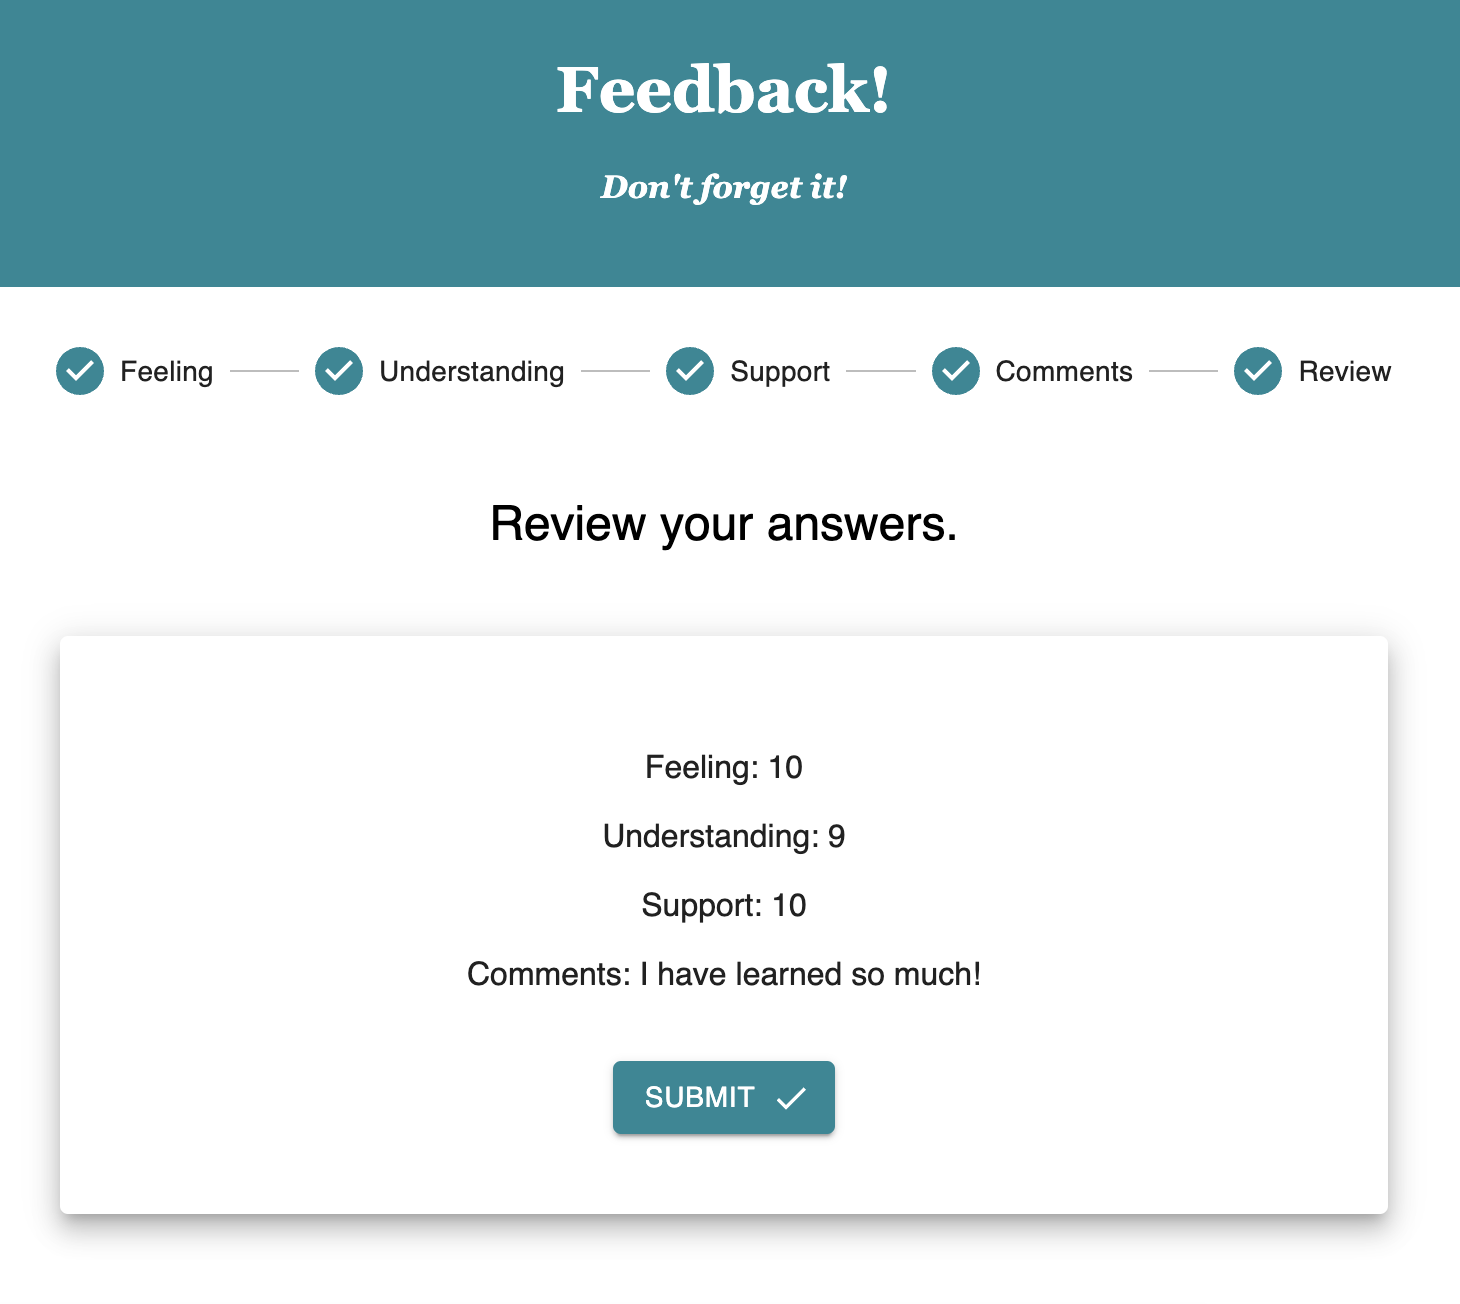 Feedback!
Don't forget it!
Feeling Understanding Support Comments Review
Review your answers.
Feeling: 10
Understanding: 9
Support: 10
Comments: I have learned so much!
SUBMIT